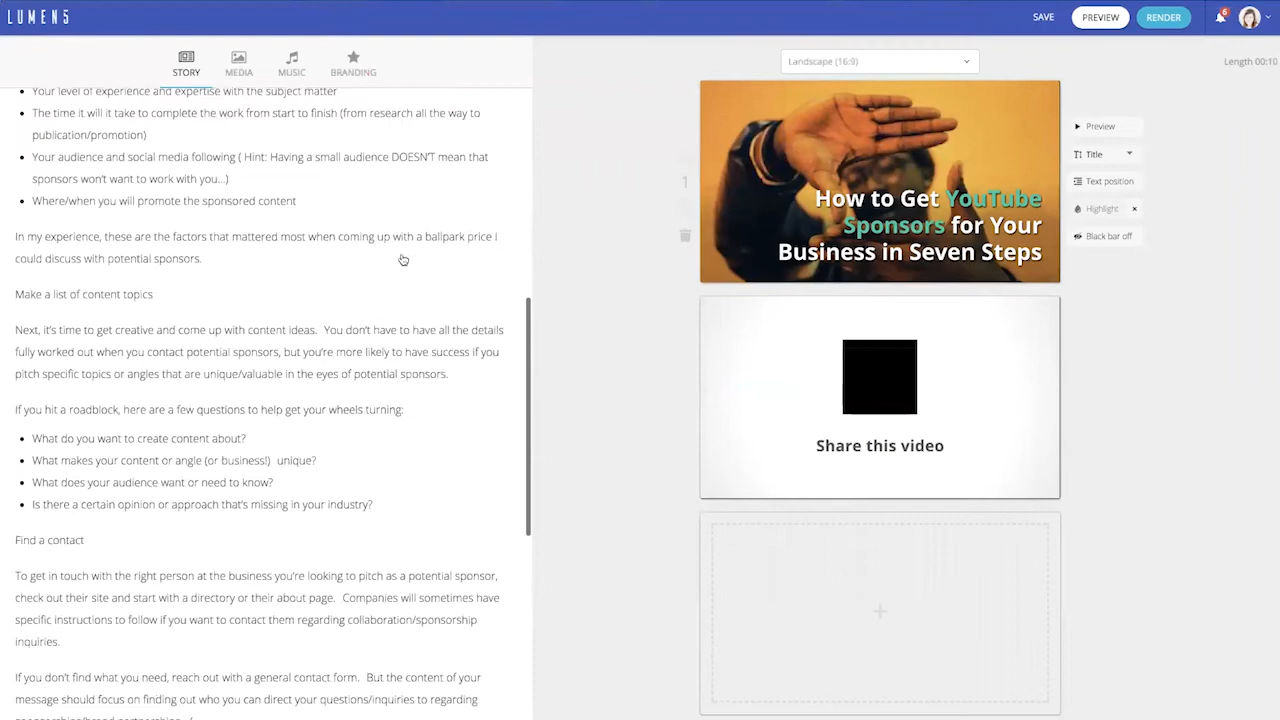 LUMEN5
SAVE
PREVIEW
RENDER
6
STORY
MEDIA
MUSIC
BRANDING
Your level of experience and expertise with the subject matter
The time it will it take to complete the work from start to finish (from research all the way to
publication/promotion)
Your audience and social media following ( Hint: Having a small audience DOESN'T mean that
sponsors won't want to work with you...)
Where/when you will promote the sponsored content
In my experience, these are the factors that mattered most when coming up with a ballpark price I
could discuss with potential sponsors.
Make a list of content topics
Next, it's time to get creative and come up with content ideas.  You don't have to have all the details
fully worked out when you contact potential sponsors, but you're more likely to have success if you
pitch specific topics or angles that are unique/valuable in the eyes of potential sponsors.
If you hit a roadblock, here are a few questions to help get your wheels turning:
What do you want to create content about?
What makes your content or angle (or business!)  unique?
What does your audience want or need to know?
Is there a certain opinion or approach that's missing in your industry?
Find a contact
To get in touch with the right person at the business you're looking to pitch as a potential sponsor,
check out their site and start with a directory or their about page.  Companies will sometimes have
specific instructions to follow if you want to contact them regarding collaboration/sponsorship
inquiries.
If you don't find what you need, reach out with a general contact form.  But the content of your
message should focus on finding out who you can direct your questions/inquiries to regarding
Landscape (16:9)
Length 00:10
1
How to Get YouTube
Sponsors for Your
Business in Seven Steps
Preview
Title
Text position
Highlight
Black bar off
Share this video